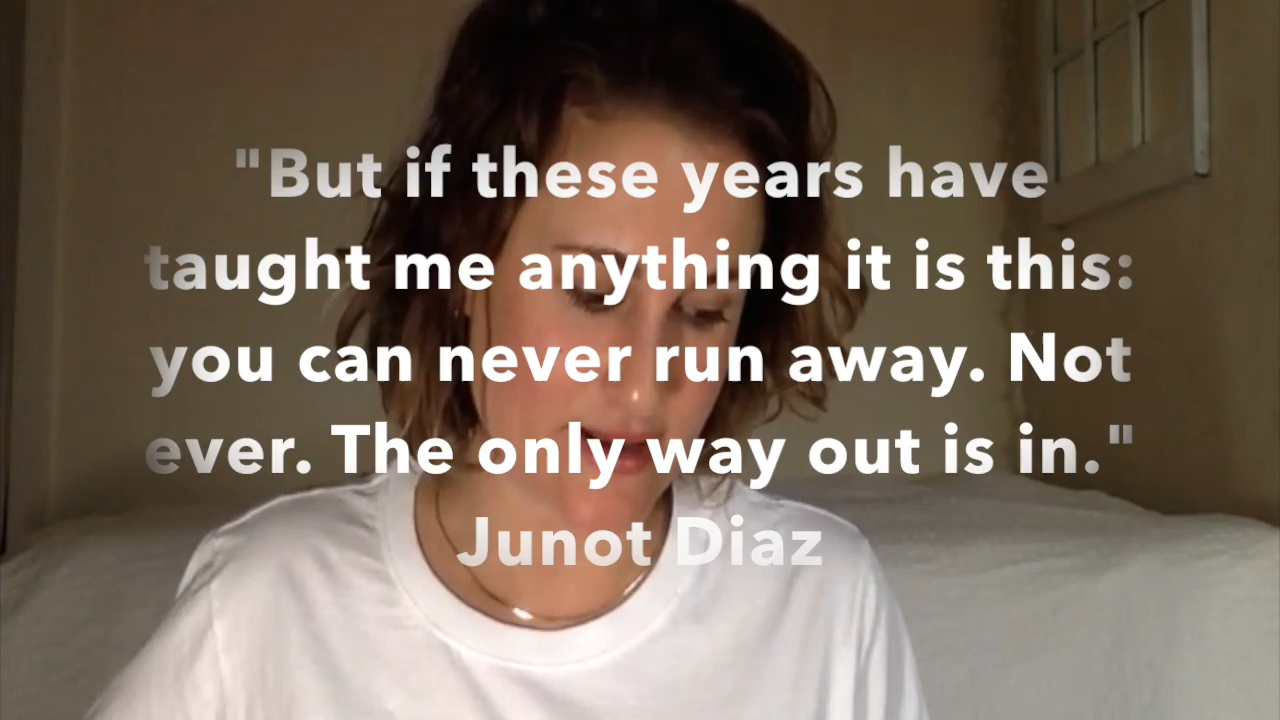 "But if these years have
taught me anything it is this:
you can never run away. Not
ever. The only way out is in."
Junot Diaz